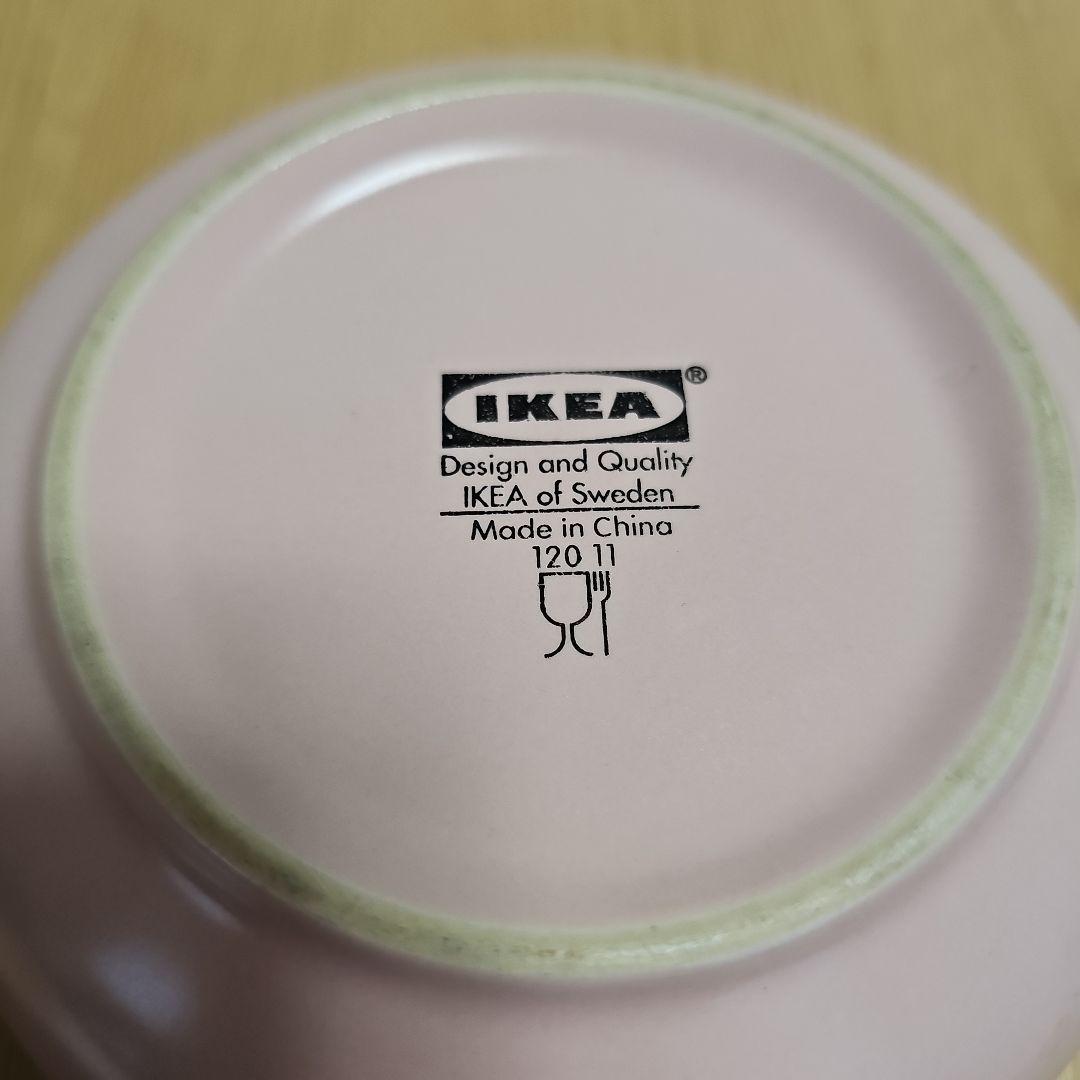 IKEA®
Design and Quality
IKEA of Sweden
Made in China
120 11